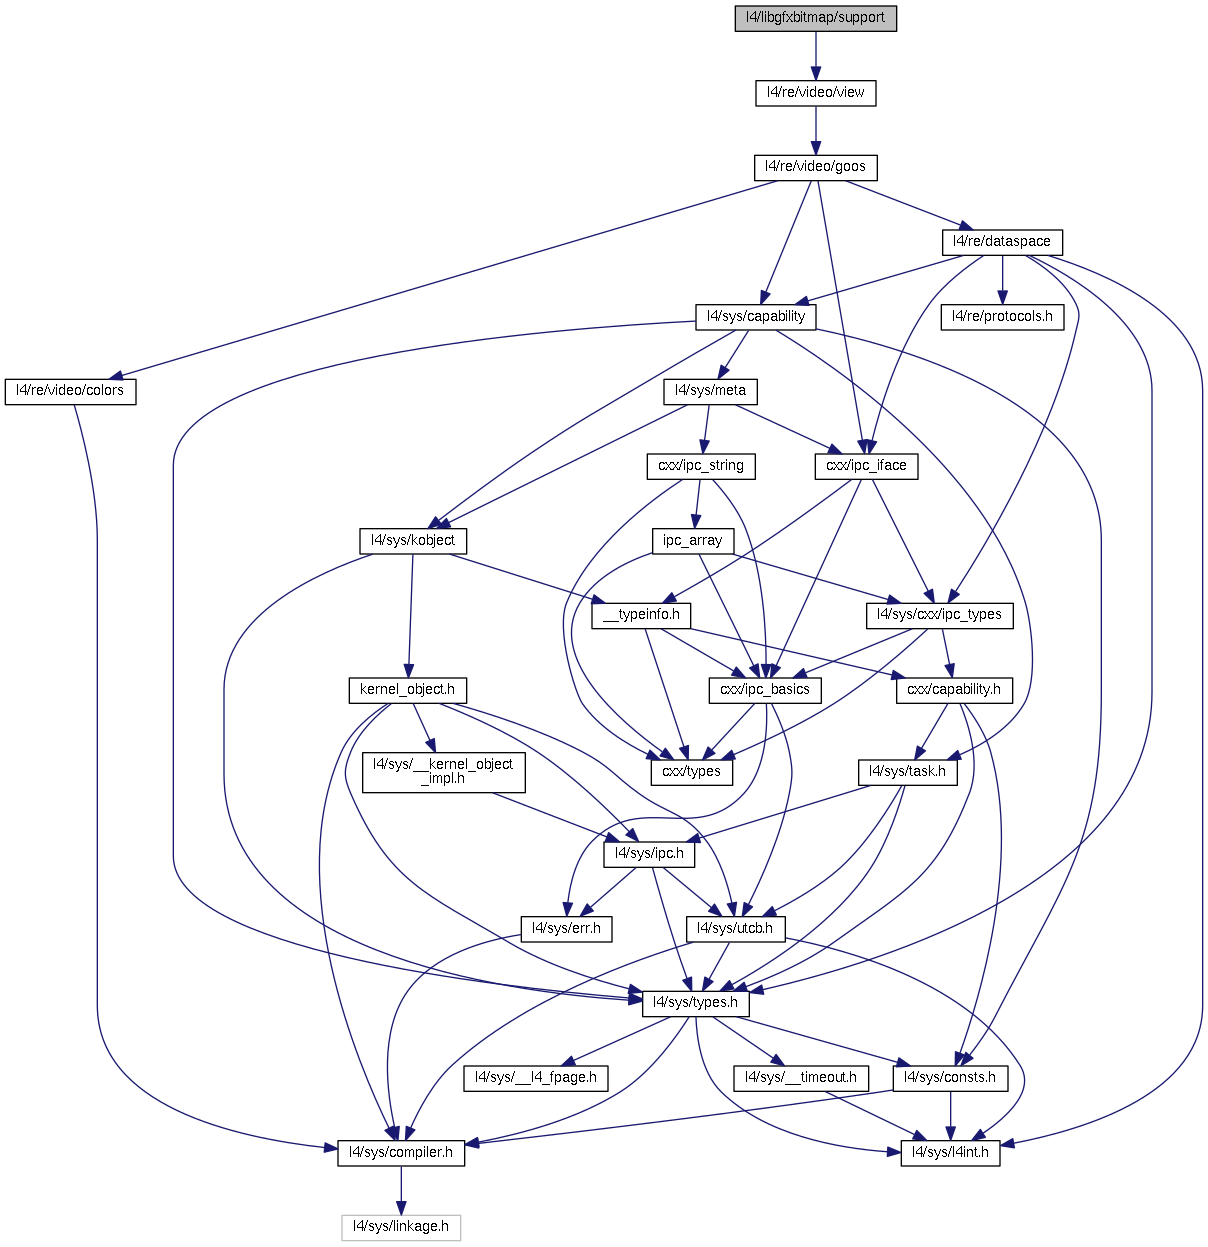 l4/libgfxbitmap/support
l4/re/video/view
l4/re/video/goos
l4/re/dataspace
l4/sys/capability
l4/re/protocols.h
l4/re/video/colors
l4/sys/meta
cxx/ipc_string
cxx/ipc_iface
l4/sys/kobject
ipc_array
__typeinfo.h
l4/sys/cxx/ipc_types
kernel_object.h
cxx/ipc_basics
cxx/capability.h
l4/sys/__kernel_object
_impl.h
cxx/types
l4/sys/task.h
l4/sys/ipc.h
l4/sys/err.h
l4/sys/utcb.h
l4/sys/types.h
l4/sys/__l4_fpage.h
l4/sys/__timeout.h
l4/sys/consts.h
l4/sys/compiler.h
l4/sys/l4int.h
l4/sys/linkage.h